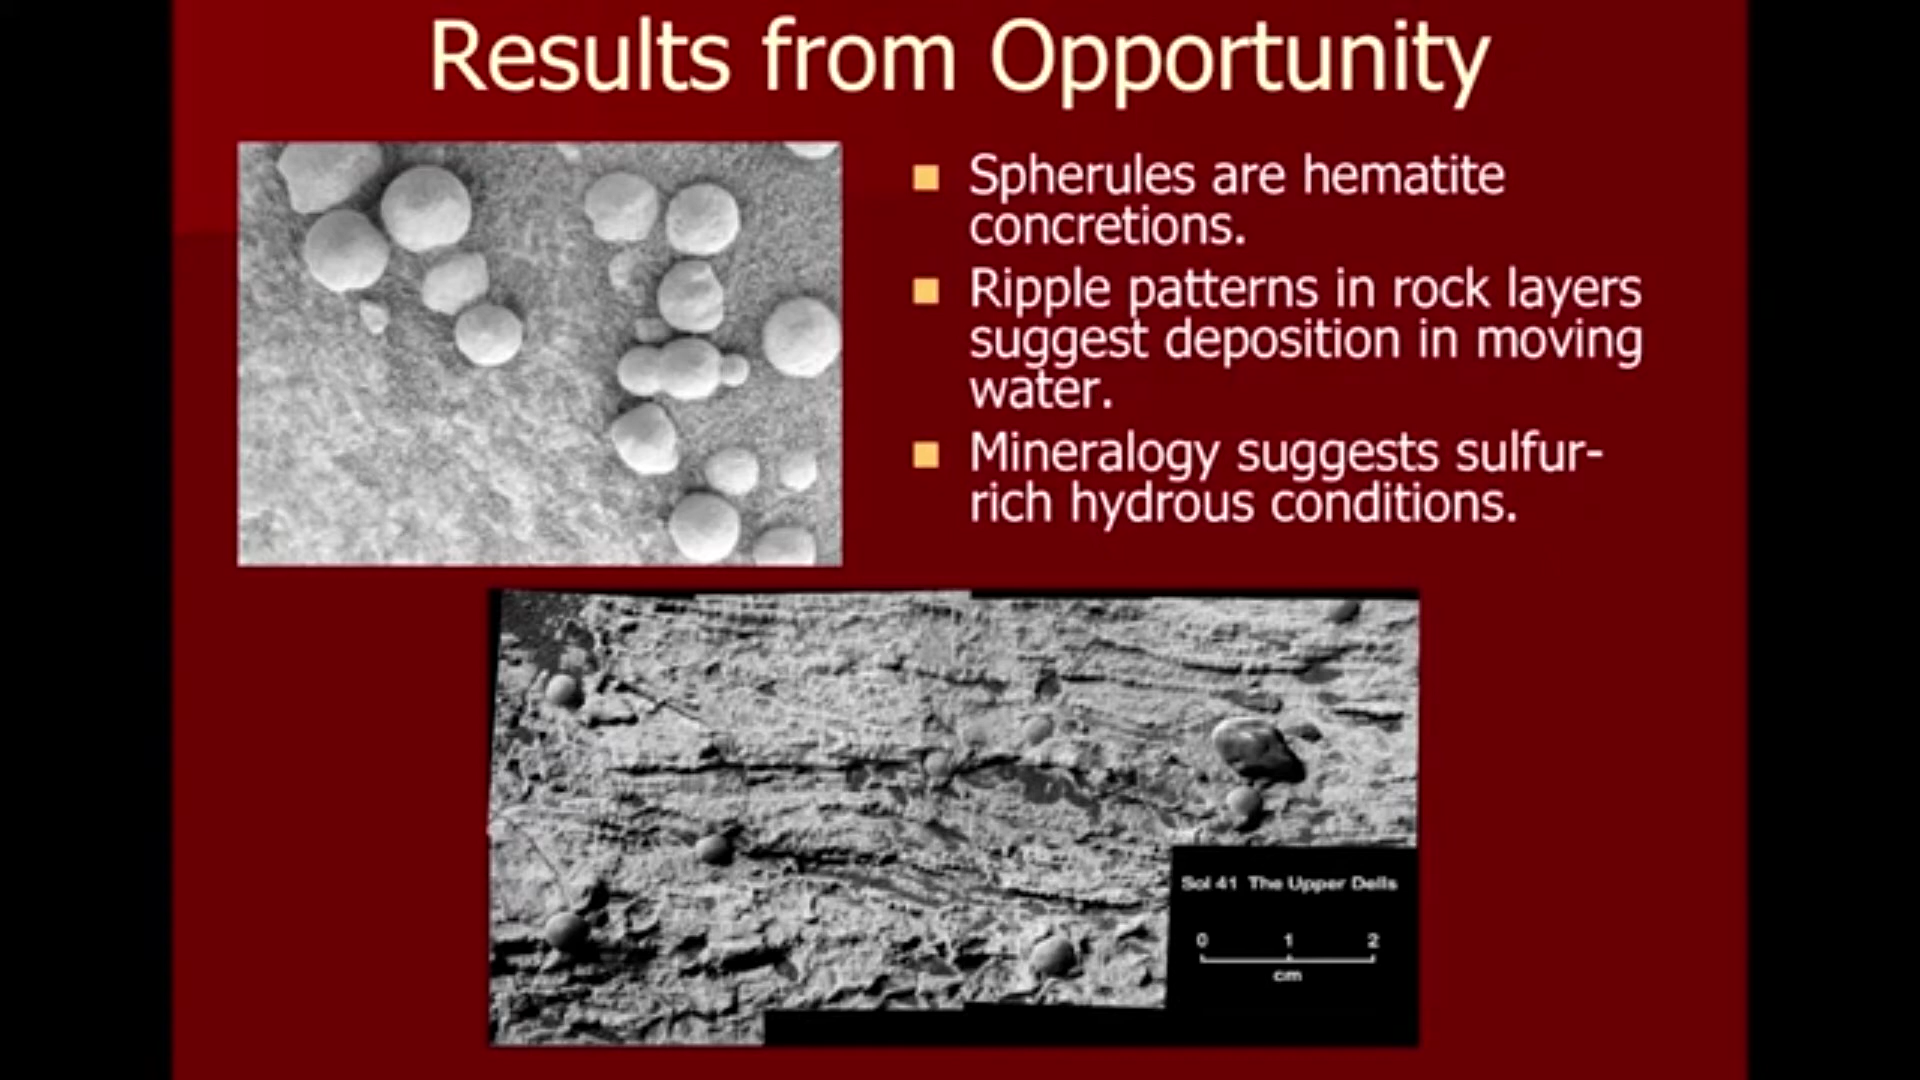 Results from Opportunity
Spherules are hematite
concretions.
Ripple patterns in rock layers
suggest deposition in moving
water.
Mineralogy suggests sulfur-
rich hydrous conditions.
Sol 41 The Upper Dells
0 1 2
cm